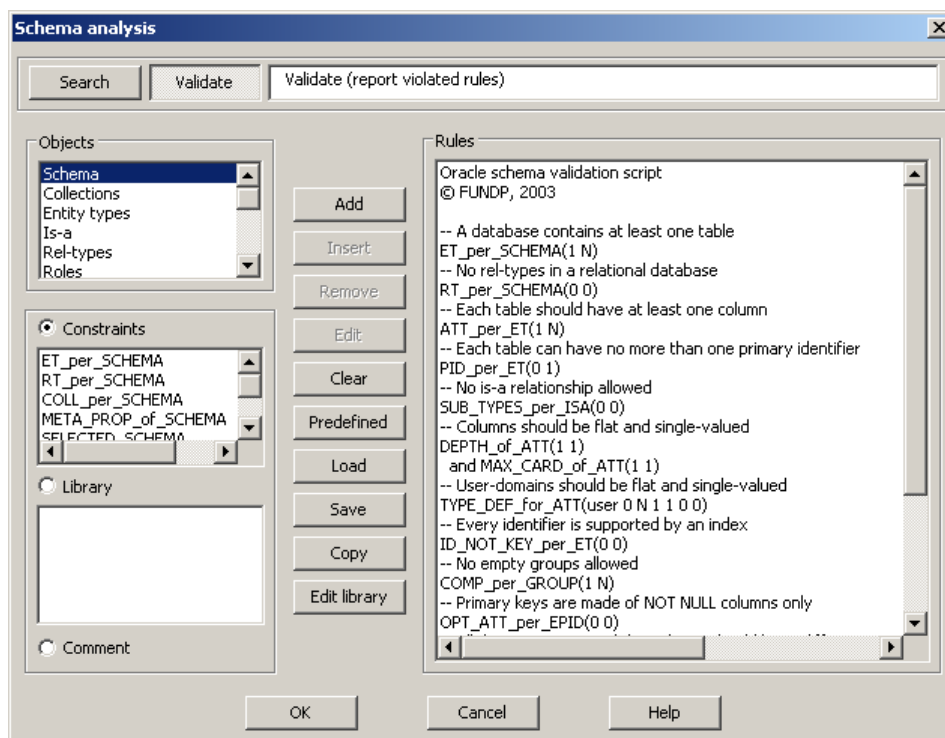 Schema analysis
Search
Validate
Validate (report violated rules)
Objects
Schema
Collections
Entity types
Is-a
Rel-types
Roles
Constraints
ET_per_SCHEMA
RT_per_SCHEMA
COLL_per_SCHEMA
META_PROP_of_SCHEMA
SELECTED_SCHEMA
Library
Comment
Add
Insert
Remove
Edit
Clear
Predefined
Load
Save
Copy
Edit library
Rules
Oracle schema validation script
© FUNDP, 2003
-- A database contains at least one table
ET_per_SCHEMA(1 N)
-- No rel-types in a relational database
RT_per_SCHEMA(0 0)
-- Each table should have at least one column
ATT_per_ET(1 N)
-- Each table can have no more than one primary identifier
PID_per_ET(0 1)
-- No is-a relationship allowed
SUB_TYPES_per_ISA(0 0)
-- Columns should be flat and single-valued
DEPTH_of_ATT(1 1)
and MAX_CARD_of_ATT(1 1)
-- User-domains should be flat and single-valued
TYPE_DEF_for_ATT(user 0 N 1 1 0 0)
-- Every identifier is supported by an index
ID_NOT_KEY_per_ET(0 0)
-- No empty groups allowed
COMP_per_GROUP(1 N)
-- Primary keys are made of NOT NULL columns only
OPT_ATT_per_EPID(0 0)
OK
Cancel
Help